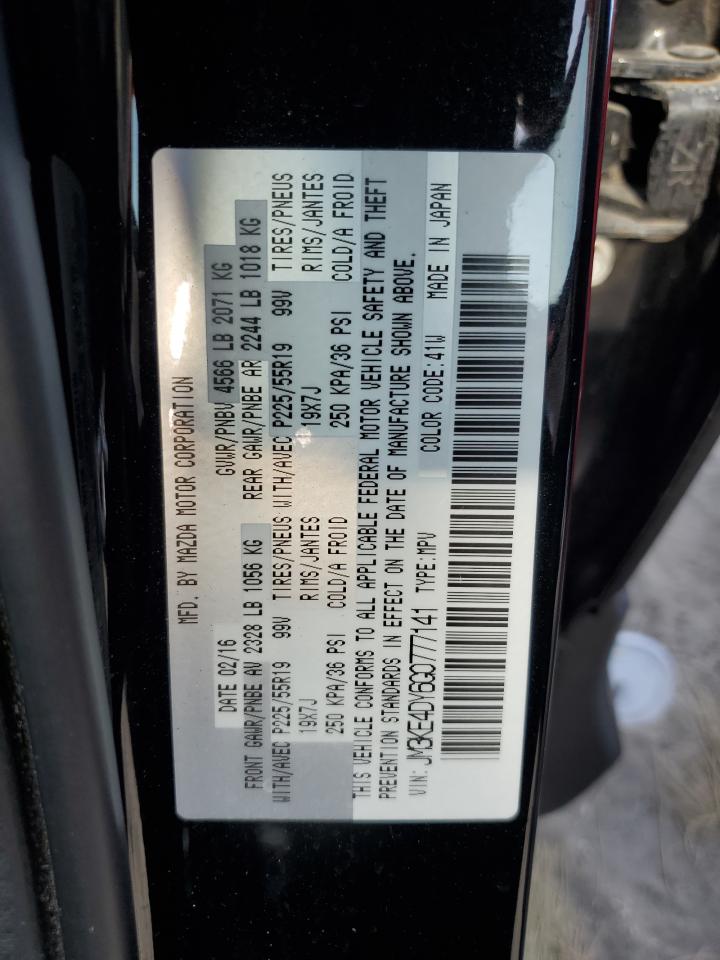 MFD. BY MAZDA MOTOR CORPORATION
DATE 02/16 GVWR/PNBV 4566 LB 2071 KG
FRONT GAWR/PNBE AV 2328 LB 1056 KG REAR GAWR/PNBE AR 2244 LB 1018 KG
WITH/AVEC P225/55R19 99V TIRES/PNEUS WITH/AVEC P225/55R19 99V TIRES/PNEUS
19X7J RIMS/JANTES 19X7J RIMS/JANTES
250 KPA/36 PSI COLD/A FROID 250 KPA/36 PSI COLD/A FROID
THIS VEHICLE CONFORMS TO ALL APPLICABLE FEDERAL MOTOR VEHICLE SAFETY AND THEFT
PREVENTION STANDARDS IN EFFECT ON THE DATE OF MANUFACTURE SHOWN ABOVE.
VIN: JM3KE4DY6G0777141 TYPE:MPV COLOR CODE:41W MADE IN JAPAN